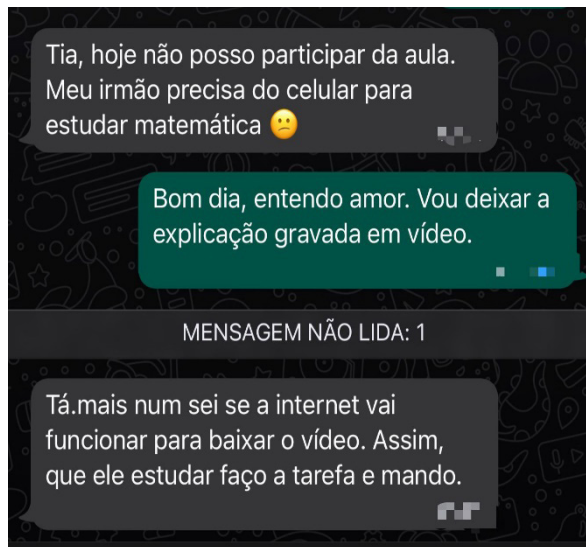 Tia, hoje não posso participar da aula.
Meu irmão precisa do celular para
estudar matemática 😕
Bom dia, entendo amor. Vou deixar a
explicação gravada em vídeo.
MENSAGEM NÃO LIDA: 1
Tá.mais num sei se a internet vai
funcionar para baixar o vídeo. Assim,
que ele estudar faço a tarefa e mando.